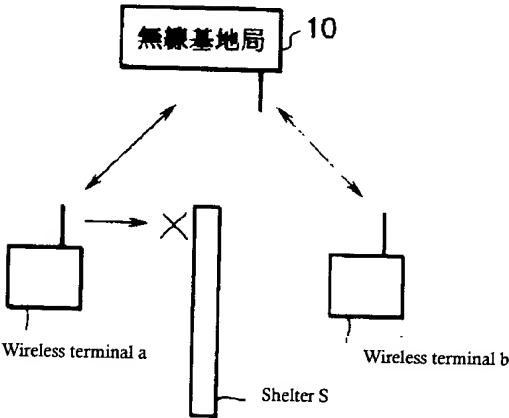 無線基地局
10
Wireless terminal a
Wireless terminal b
Shelter S